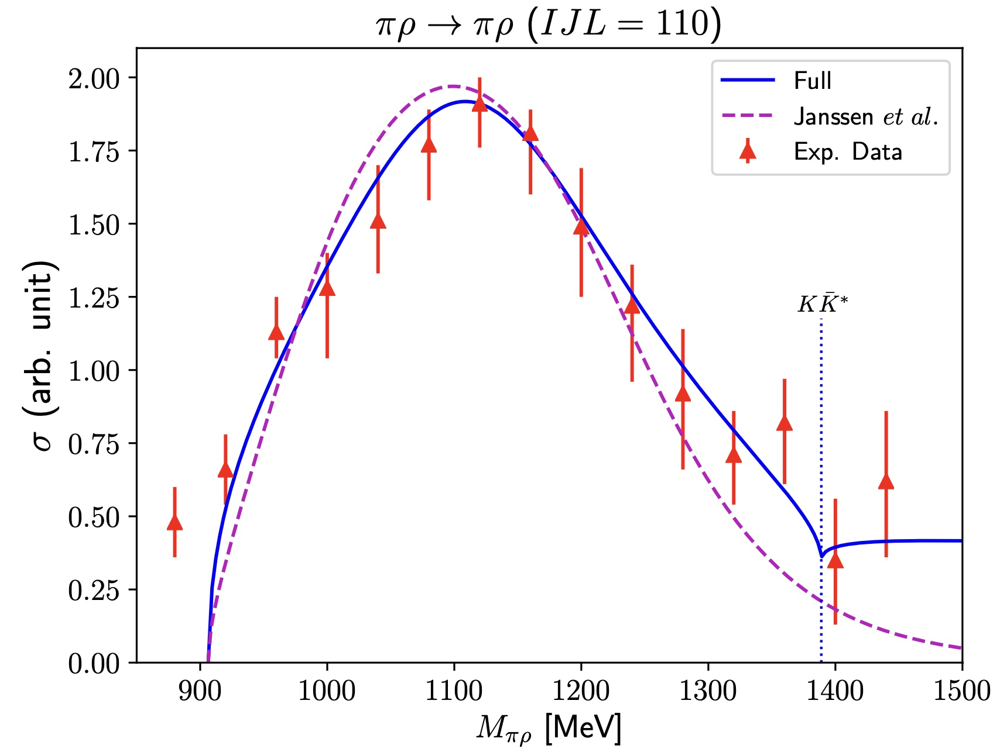 πρ → πρ (IJL = 110)
2.00
1.75
1.50
1.25
1.00
0.75
0.50
0.25
0.00
σ (arb. unit)
Full
Janssen et al.
Exp. Data
KK̄*
900 1000 1100 1200 1300 1400 1500
M_{πρ} [MeV]